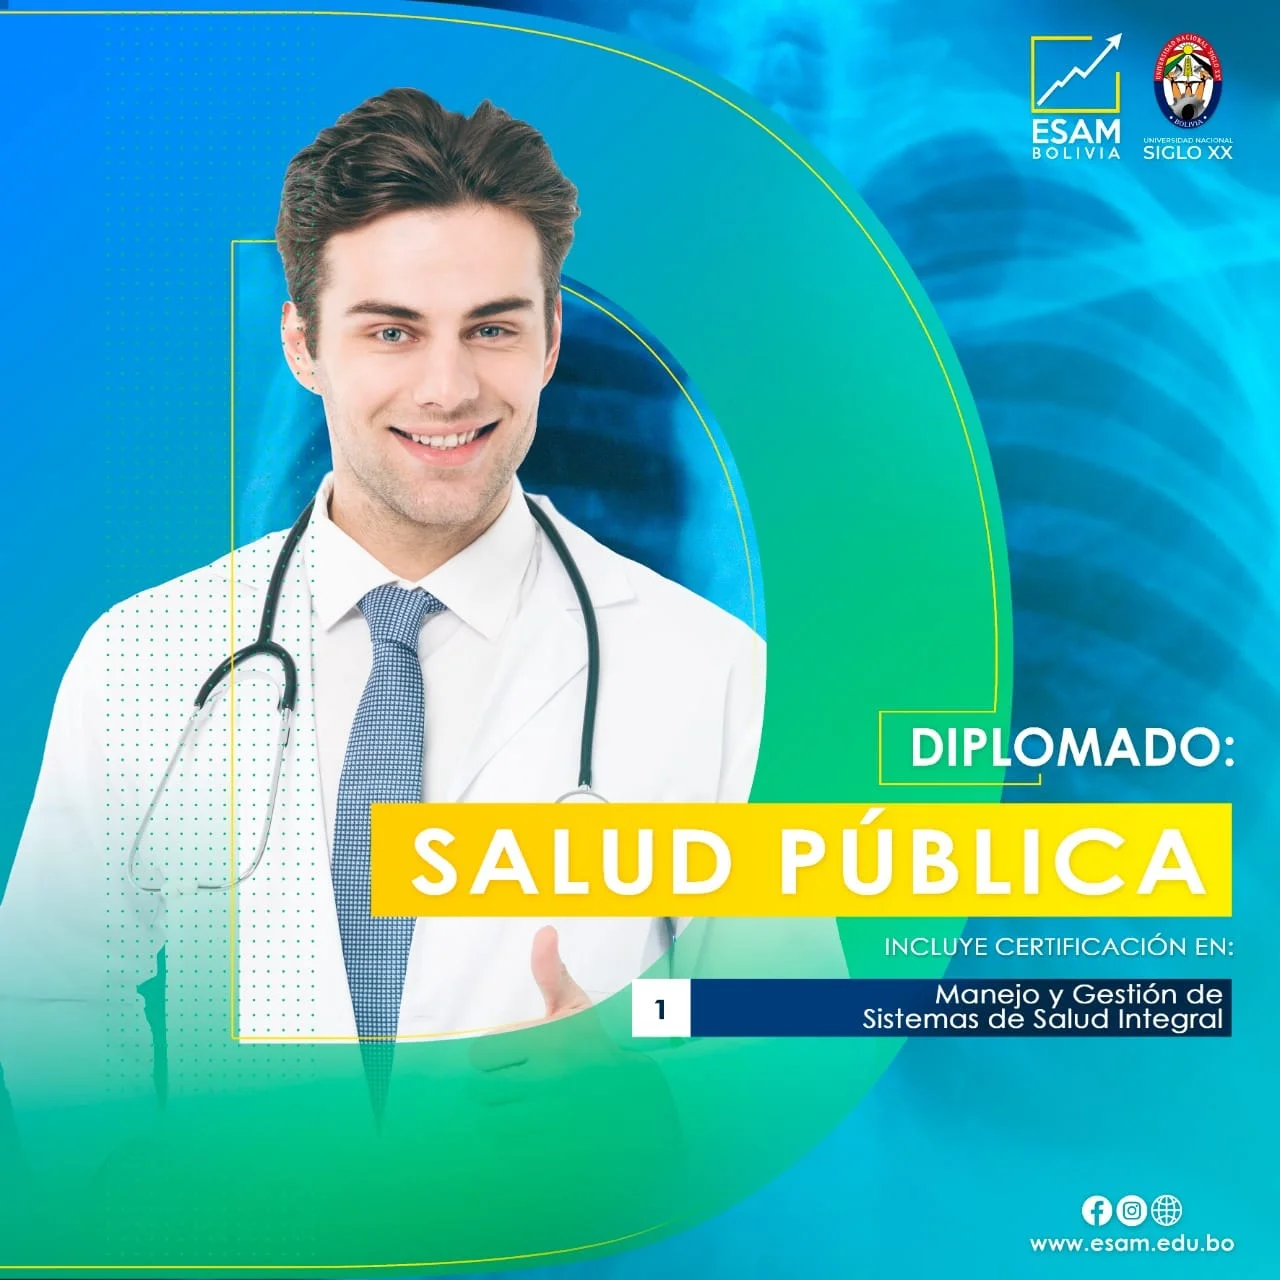 ESAM
BOLIVIA
UNIVERSIDAD NACIONAL "SIGLO XX"
BOLIVIA
UNIVERSIDAD NACIONAL
SIGLO XX
DIPLOMADO:
SALUD PÚBLICA
INCLUYE CERTIFICACIÓN EN:
1
Manejo y Gestión de
Sistemas de Salud Integral
www.esam.edu.bo